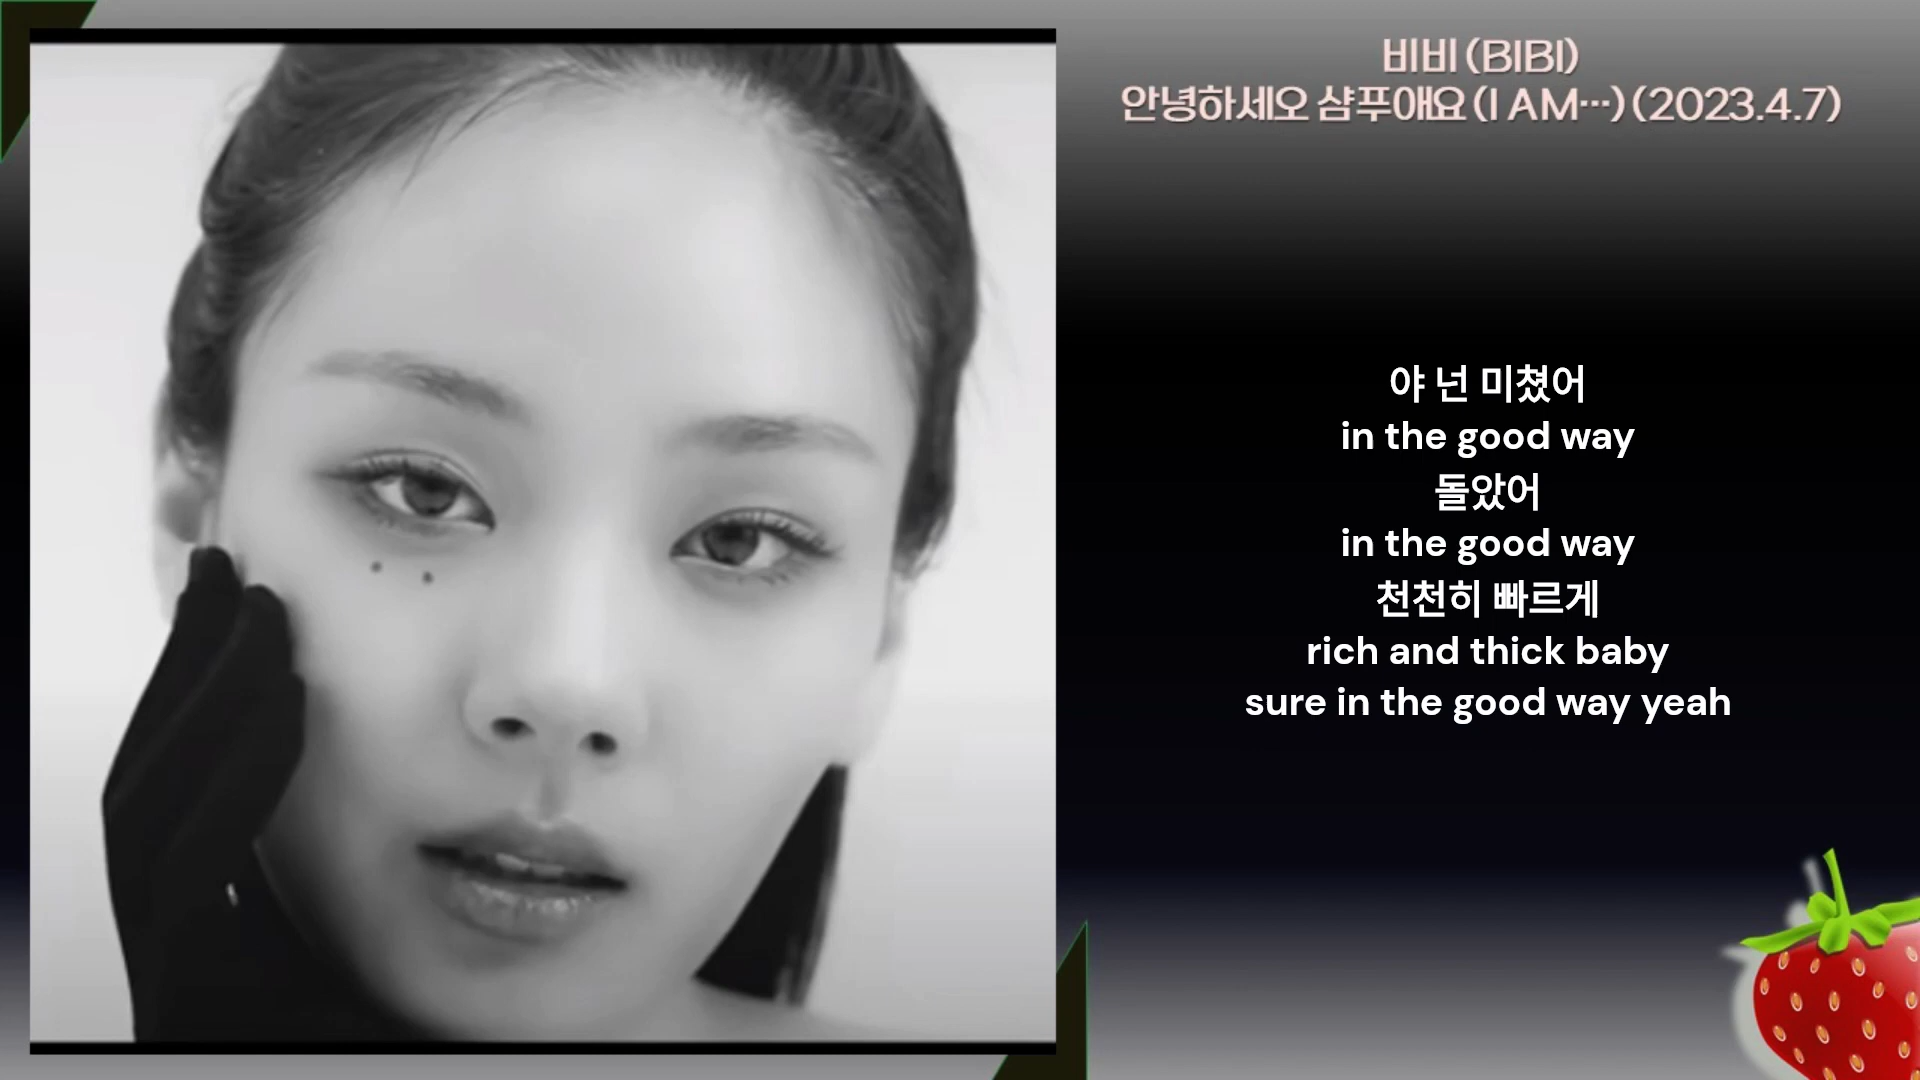 비비 (BIBI)
안녕하세오 샴푸애요 (I AM…) (2023.4.7)
야 넌 미쳤어
in the good way
돌았어
in the good way
천천히 빠르게
rich and thick baby
sure in the good way yeah